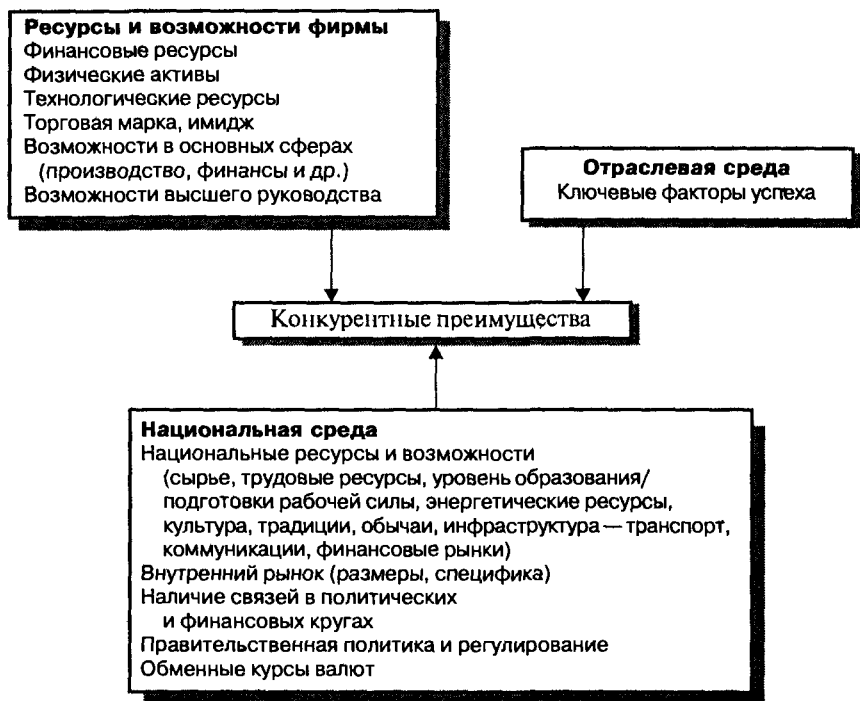 Ресурсы и возможности фирмы
Финансовые ресурсы
Физические активы
Технологические ресурсы
Торговая марка, имидж
Возможности в основных сферах
(производство, финансы и др.)
Возможности высшего руководства
Отраслевая среда
Ключевые факторы успеха
Конкурентные преимущества
Национальная среда
Национальные ресурсы и возможности
(сырье, трудовые ресурсы, уровень образования/
подготовки рабочей силы, энергетические ресурсы,
культура, традиции, обычаи, инфраструктура — транспорт,
коммуникации, финансовые рынки)
Внутренний рынок (размеры, специфика)
Наличие связей в политических
и финансовых кругах
Правительственная политика и регулирование
Обменные курсы валют